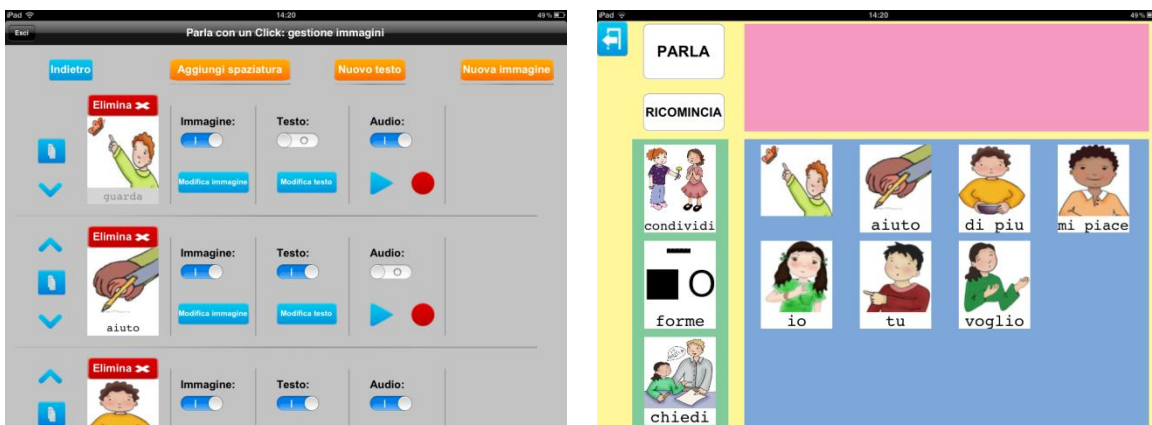 iPad 14:20 49%
Esci Parla con un Click: gestione immagini
Indietro Aggiungi spaziatura Nuovo testo Nuova immagine
Elimina
Immagine: Testo: Audio:
Modifica immagine Modifica testo
guarda
Elimina
Immagine: Testo: Audio:
Modifica immagine Modifica testo
aiuto
Elimina
Immagine: Testo: Audio:
iPad 14:20 49%
PARLA
RICOMINCIA
condividi
aiuto di piu mi piace
forme
io tu voglio
chiedi